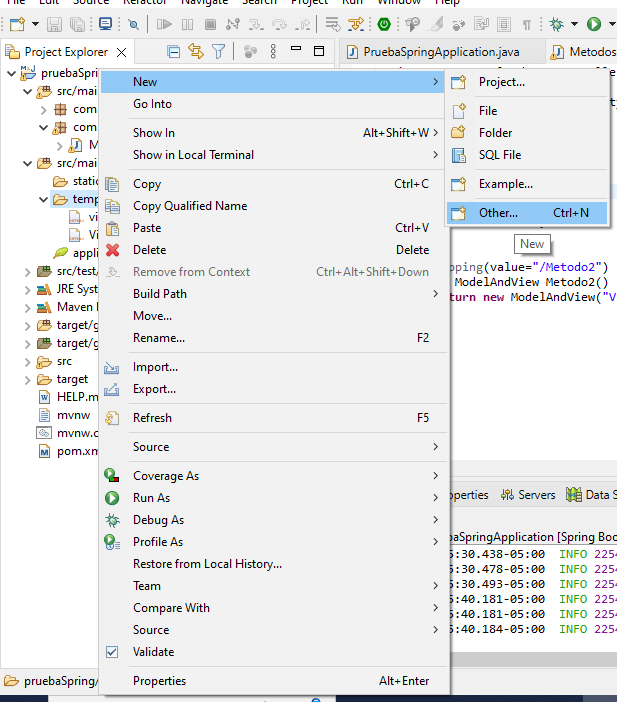 File Edit Source Refactor Navigate Search Project Run Window Help
Project Explorer
PruebaSpringApplication.java
Metodos
pruebaSpri
src/mai
com
com
M
src/mai
static
temp
vi
Vi
applic
src/test/
JRE Syst
Maven
target/g
target/g
src
target
HELP.m
mvnw
mvnw.c
pom.xm
New
Go Into
Show In Alt+Shift+W
Show in Local Terminal
Copy Ctrl+C
Copy Qualified Name
Paste Ctrl+V
Delete Delete
Remove from Context Ctrl+Alt+Shift+Down
Build Path
Move...
Rename... F2
Import...
Export...
Refresh F5
Source
Coverage As
Run As
Debug As
Profile As
Restore from Local History...
Team
Compare With
Source
Validate
Properties Alt+Enter
Project...
File
Folder
SQL File
Example...
Other... Ctrl+N
New
pping(value="/Metodo2")
ModelAndView Metodo2()
turn new ModelAndView("V
operties
Servers
Data S
baSpringApplication [Spring Boo
5:30.438-05:00 INFO 2254
5:30.478-05:00 INFO 2254
5:30.493-05:00 INFO 2254
5:40.181-05:00 INFO 2254
5:40.181-05:00 INFO 2254
5:40.184-05:00 INFO 2254
pruebaSpring/